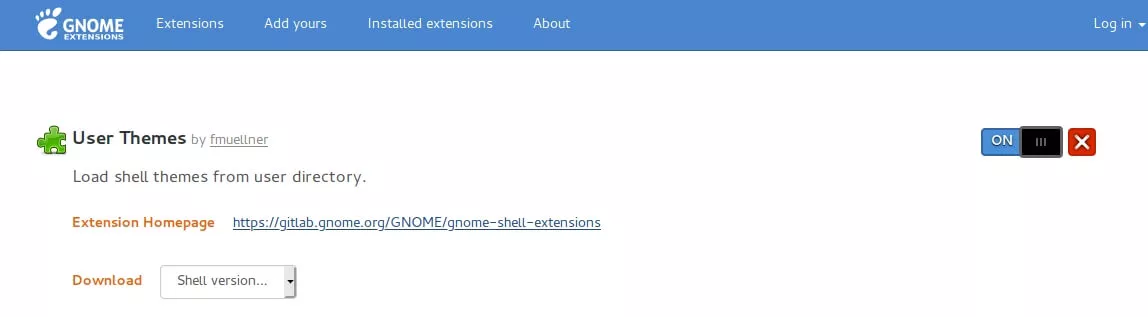 GNOME EXTENSIONS Extensions Add yours Installed extensions About Log in
User Themes by fmuellner ON
Load shell themes from user directory.
Extension Homepage https://gitlab.gnome.org/GNOME/gnome-shell-extensions
Download Shell version...